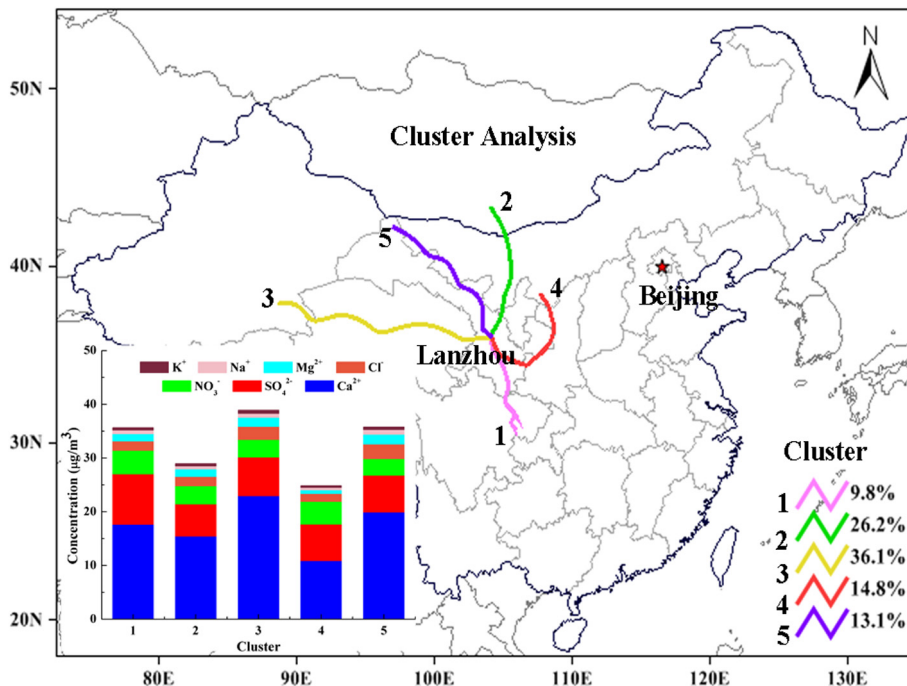 N
50N
40N
30N
20N
Cluster Analysis
2
5
4
3
Beijing
Lanzhou
1
50
40
30
20
10
0
Concentration (μg/m³)
K⁺ Na⁺ Mg²⁺ Cl⁻
NO₃⁻ SO₄²⁻ Ca²⁺
1 2 3 4 5
Cluster
Cluster
1 9.8%
2 26.2%
3 36.1%
4 14.8%
5 13.1%
80E 90E 100E 110E 120E 130E